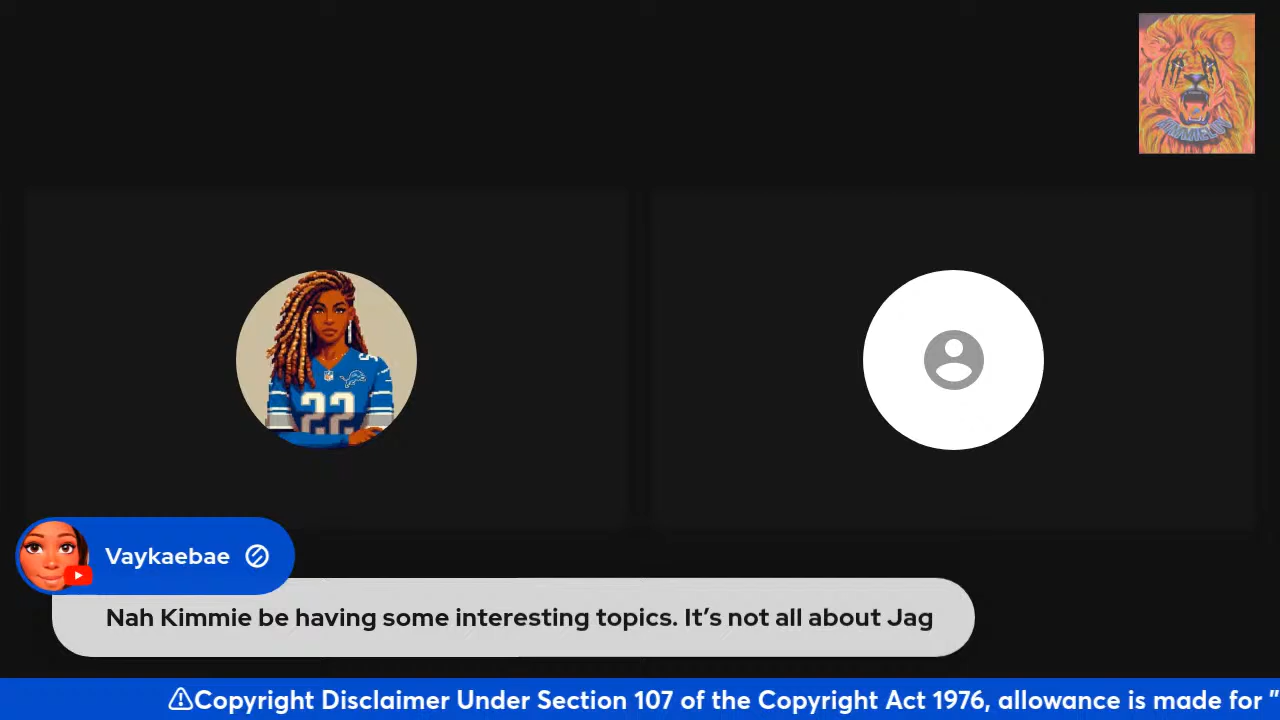 22
Vaykaebae
Nah Kimmie be having some interesting topics. It’s not all about Jag
⚠Copyright Disclaimer Under Section 107 of the Copyright Act 1976, allowance is made for "